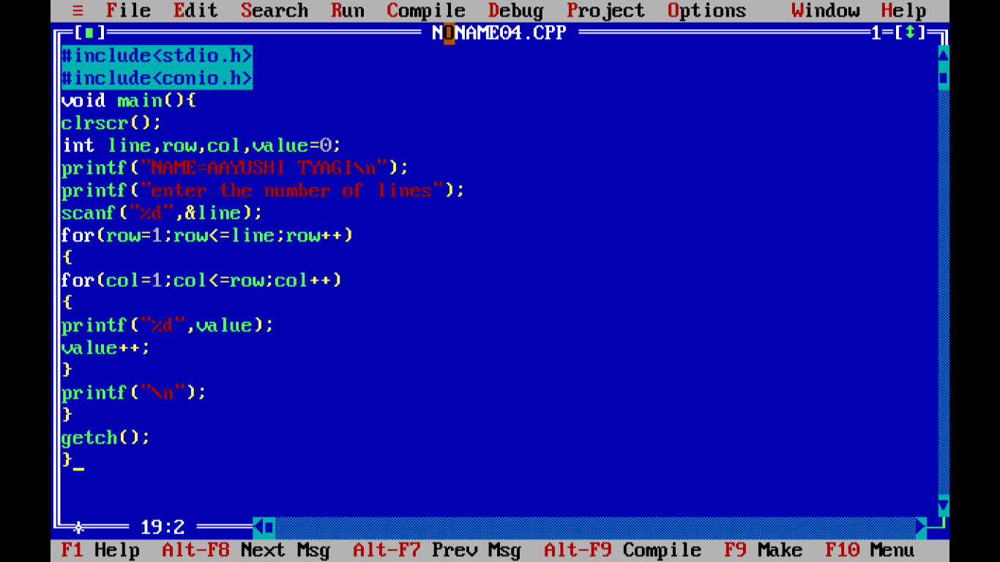 ≡ File Edit Search Run Compile Debug Project Options Window Help
[■] NONAME04.CPP 1=[↕]
#include<stdio.h>
#include<conio.h>
void main(){
clrscr();
int line,row,col,value=0;
printf("NAME=AAYUSHI TYAGI\n");
printf("enter the number of lines");
scanf("%d",&line);
for(row=1;row<=line;row++)
{
for(col=1;col<=row;col++)
{
printf("%d",value);
value++;
}
printf("\n");
}
getch();
}_
19:2
F1 Help Alt-F8 Next Msg Alt-F7 Prev Msg Alt-F9 Compile F9 Make F10 Menu